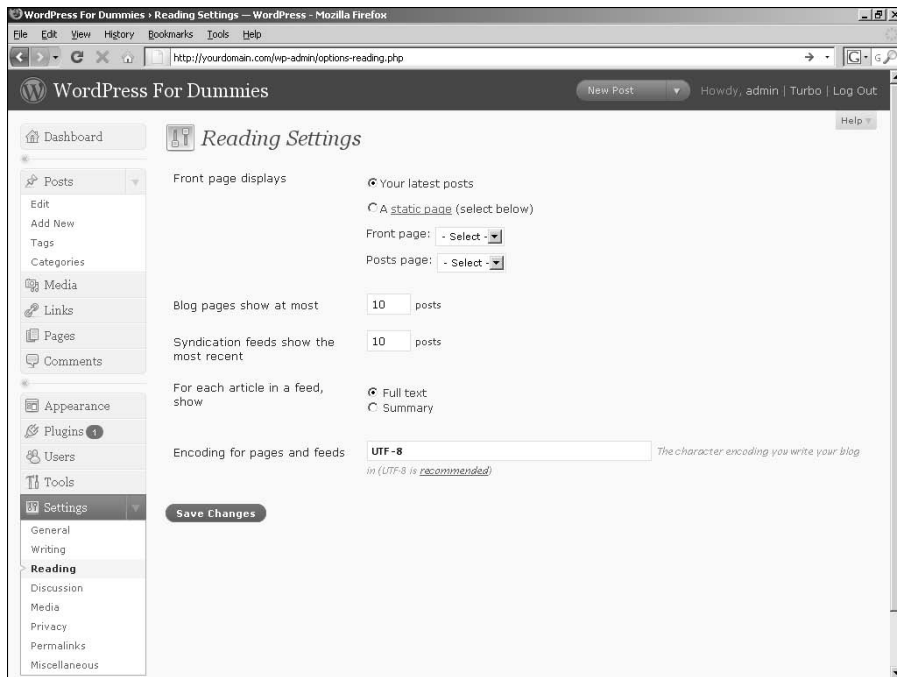 WordPress For Dummies › Reading Settings — WordPress - Mozilla Firefox
File Edit View History Bookmarks Tools Help
http://yourdomain.com/wp-admin/options-reading.php
WordPress For Dummies
New Post
Howdy, admin | Turbo | Log Out
Help
Dashboard
Posts
Edit
Add New
Tags
Categories
Media
Links
Pages
Comments
Appearance
Plugins 1
Users
Tools
Settings
General
Writing
Reading
Discussion
Media
Privacy
Permalinks
Miscellaneous
Reading Settings
Front page displays
Your latest posts
A static page (select below)
Front page: - Select -
Posts page: - Select -
Blog pages show at most
10 posts
Syndication feeds show the
most recent
10 posts
For each article in a feed,
show
Full text
Summary
Encoding for pages and feeds
UTF-8 The character encoding you write your blog
in (UTF-8 is recommended)
Save Changes